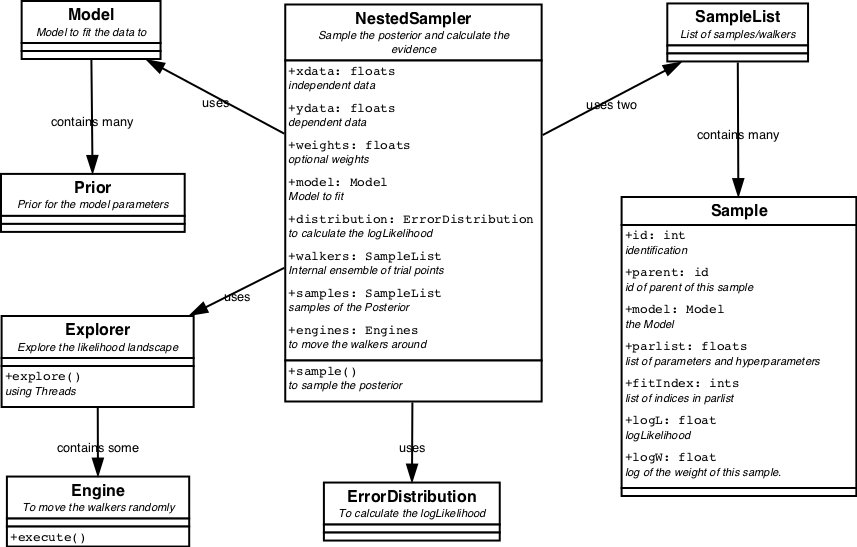 Model
Model to fit the data to
contains many
Prior
Prior for the model parameters
uses
NestedSampler
Sample the posterior and calculate the
evidence
+xdata: floats
independent data
+ydata: floats
dependent data
+weights: floats
optional weights
+model: Model
Model to fit
+distribution: ErrorDistribution
to calculate the logLikelihood
+walkers: SampleList
Internal ensemble of trial points
+samples: SampleList
samples of the Posterior
+engines: Engines
to move the walkers around
+sample()
to sample the posterior
uses two
SampleList
List of samples/walkers
contains many
Sample
+id: int
identification
+parent: id
id of parent of this sample
+model: Model
the Model
+parlist: floats
list of parameters and hyperparameters
+fitIndex: ints
list of indices in parlist
+logL: float
logLikelihood
+logW: float
log of the weight of this sample.
uses
Explorer
Explore the likelihood landscape
+explore()
using Threads
contains some
Engine
To move the walkers randomly
+execute()
uses
ErrorDistribution
To calculate the logLikelihood